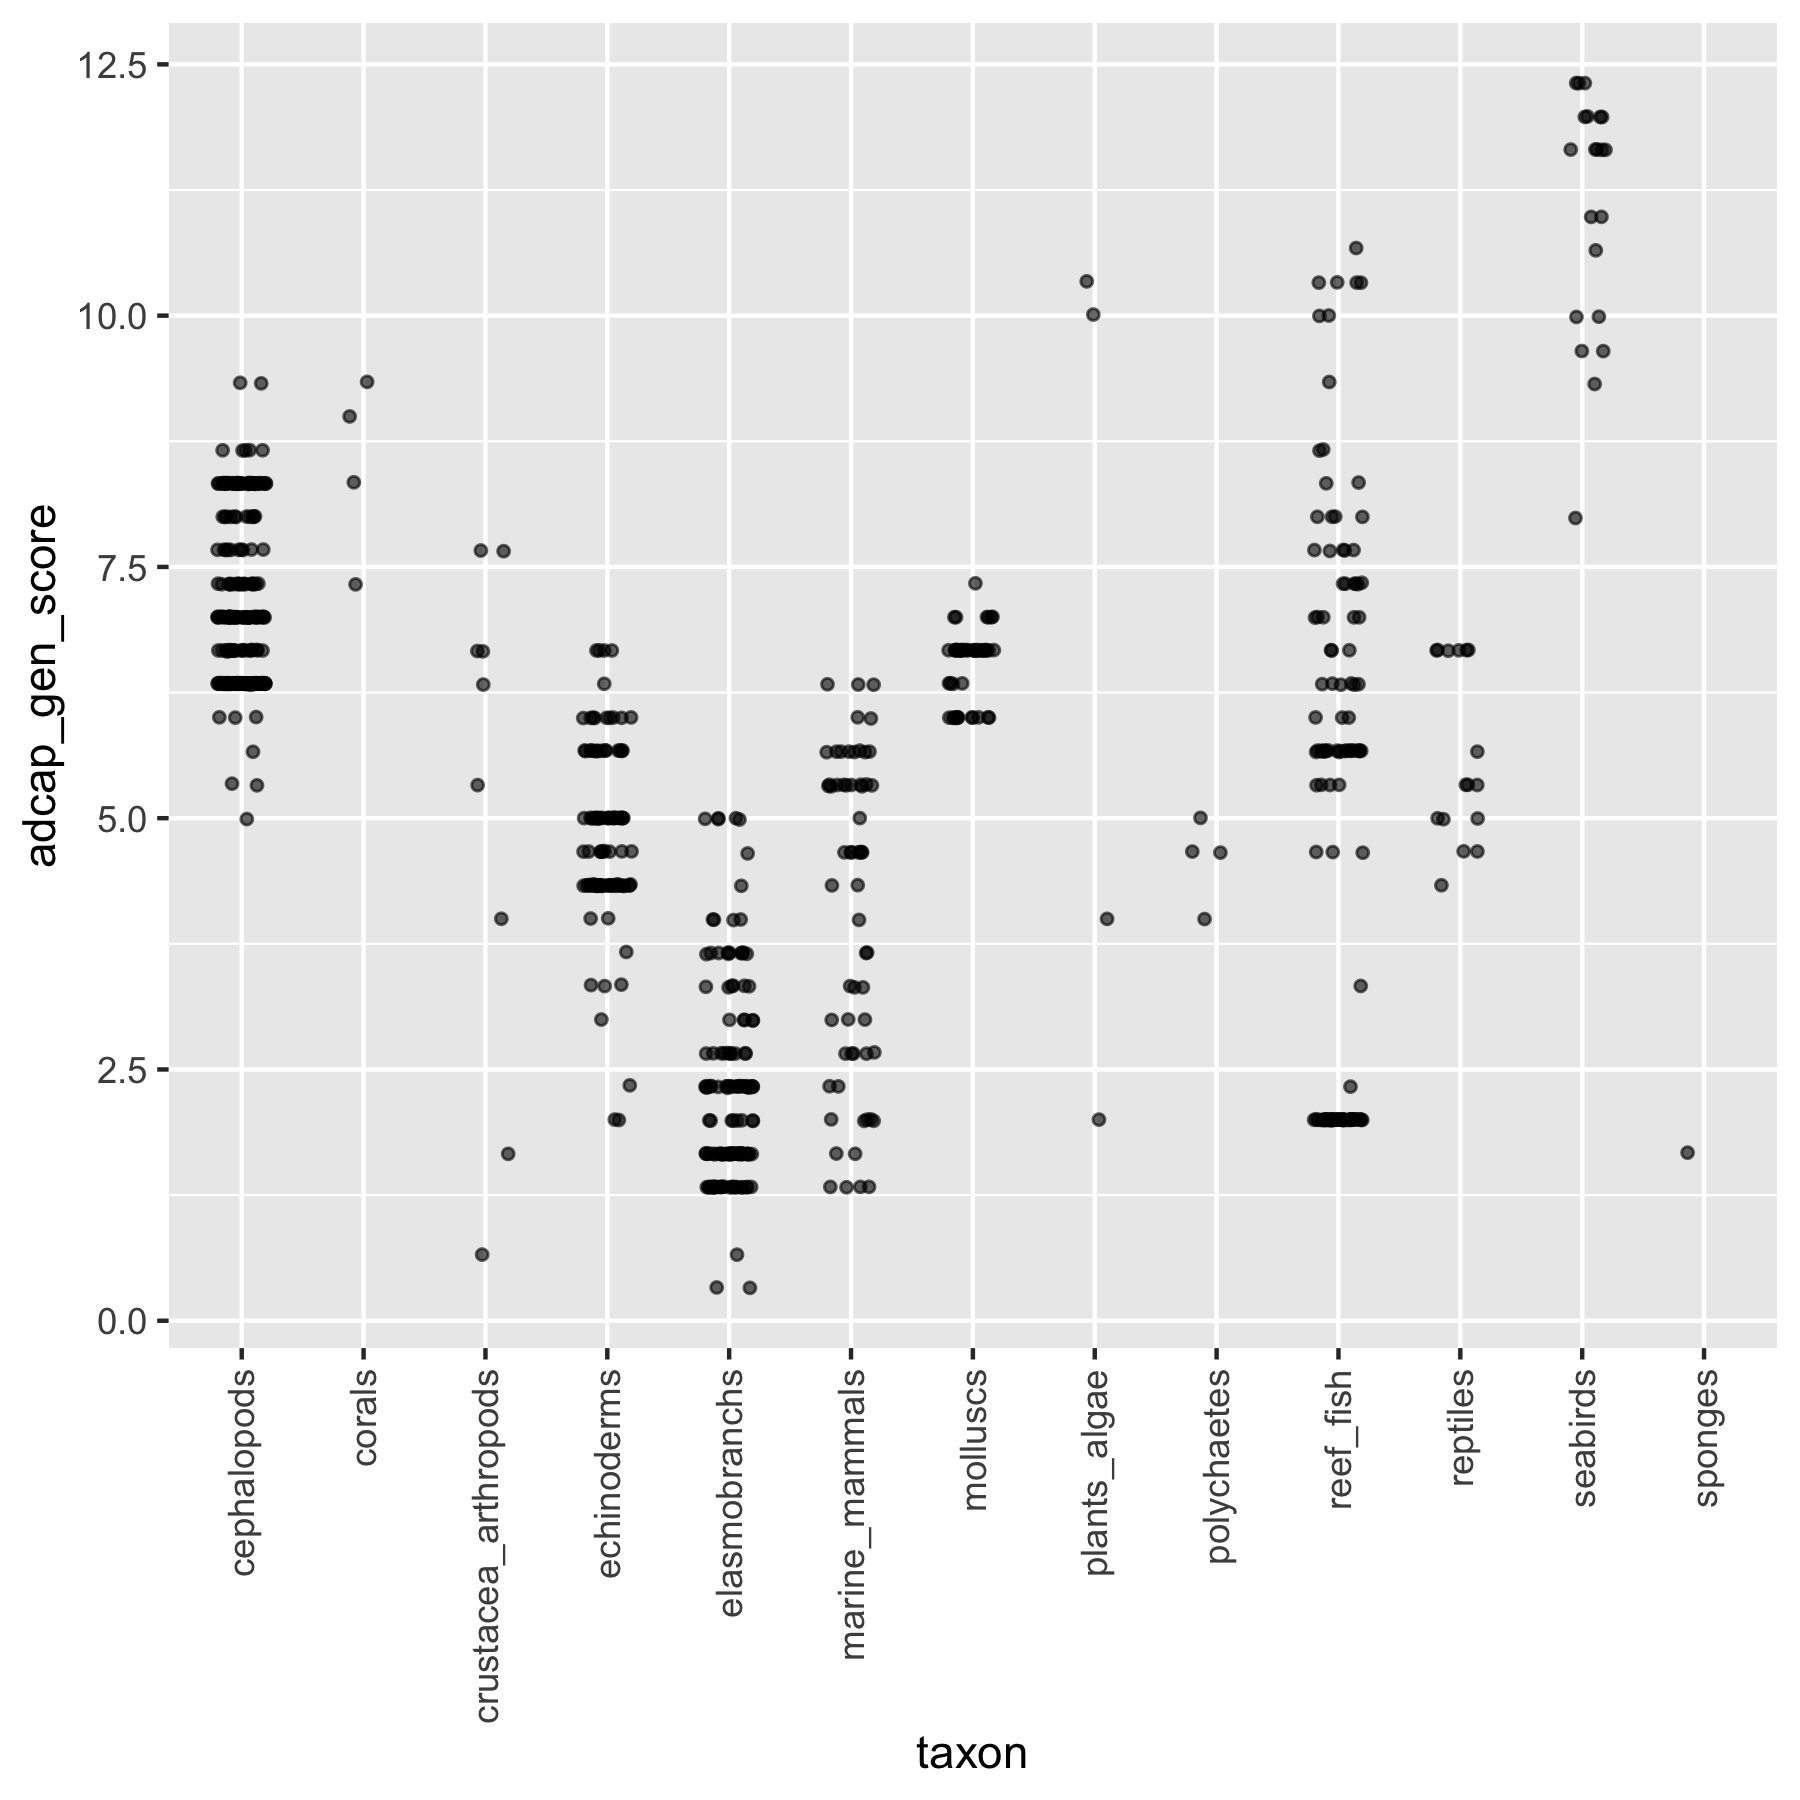 adcap_gen_score
12.5
10.0
7.5
5.0
2.5
0.0
cephalopods
corals
crustacea_arthropods
echinoderms
elasmobranchs
marine_mammals
molluscs
plants_algae
polychaetes
reef_fish
reptiles
seabirds
sponges
taxon